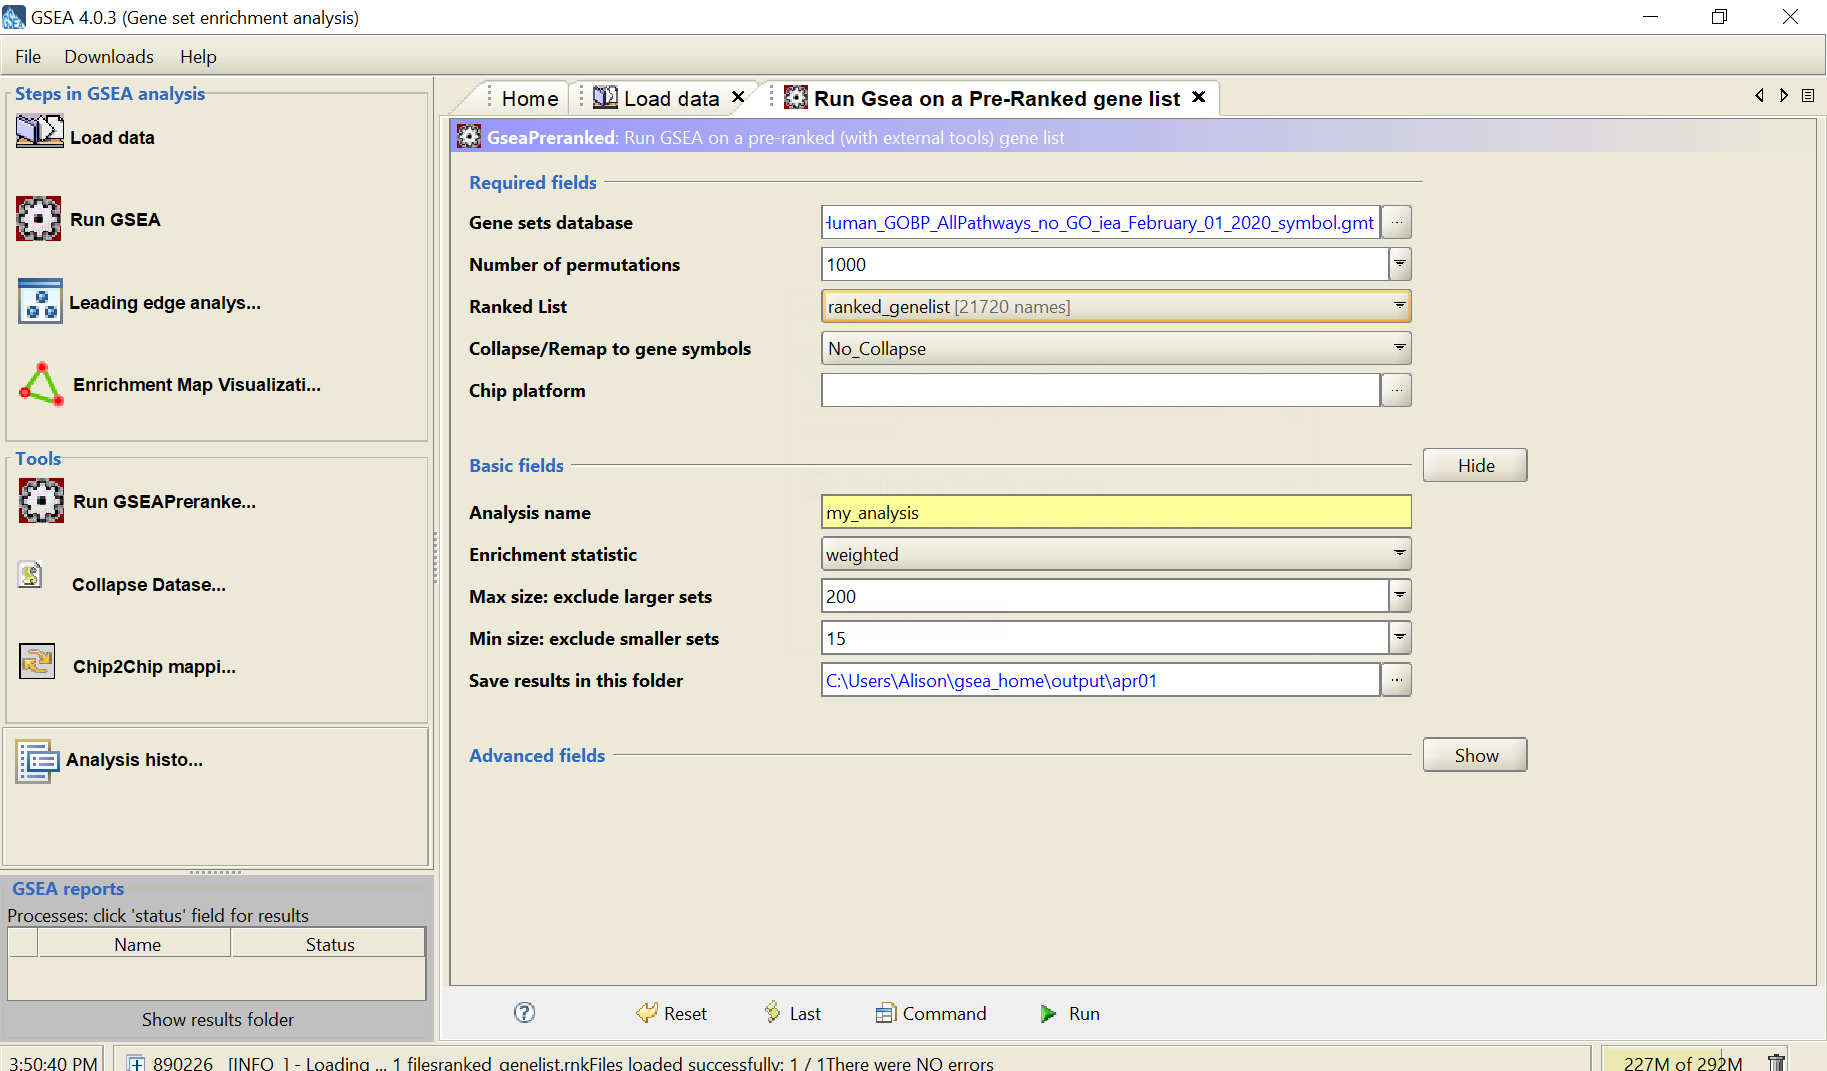 GSEA 4.0.3 (Gene set enrichment analysis)
File Downloads Help
Steps in GSEA analysis
Load data
Run GSEA
Leading edge analys...
Enrichment Map Visualizati...
Tools
Run GSEAPreranke...
Collapse Datase...
Chip2Chip mappi...
Analysis histo...
GSEA reports
Processes: click 'status' field for results
Name Status
Show results folder
Home Load data Run Gsea on a Pre-Ranked gene list
GseaPreranked: Run GSEA on a pre-ranked (with external tools) gene list
Required fields
Gene sets database Human_GOBP_AllPathways_no_GO_iea_February_01_2020_symbol.gmt ...
Number of permutations 1000
Ranked List ranked_genelist [21720 names]
Collapse/Remap to gene symbols No_Collapse
Chip platform ...
Basic fields Hide
Analysis name my_analysis
Enrichment statistic weighted
Max size: exclude larger sets 200
Min size: exclude smaller sets 15
Save results in this folder C:\Users\Alison\gsea_home\output\apr01 ...
Advanced fields Show
? Reset Last Command Run
3:50:40 PM 890226 [INFO ] - Loading ... 1 filesranked_genelist.rnkFiles loaded successfully: 1 / 1There were NO errors 227M of 292M